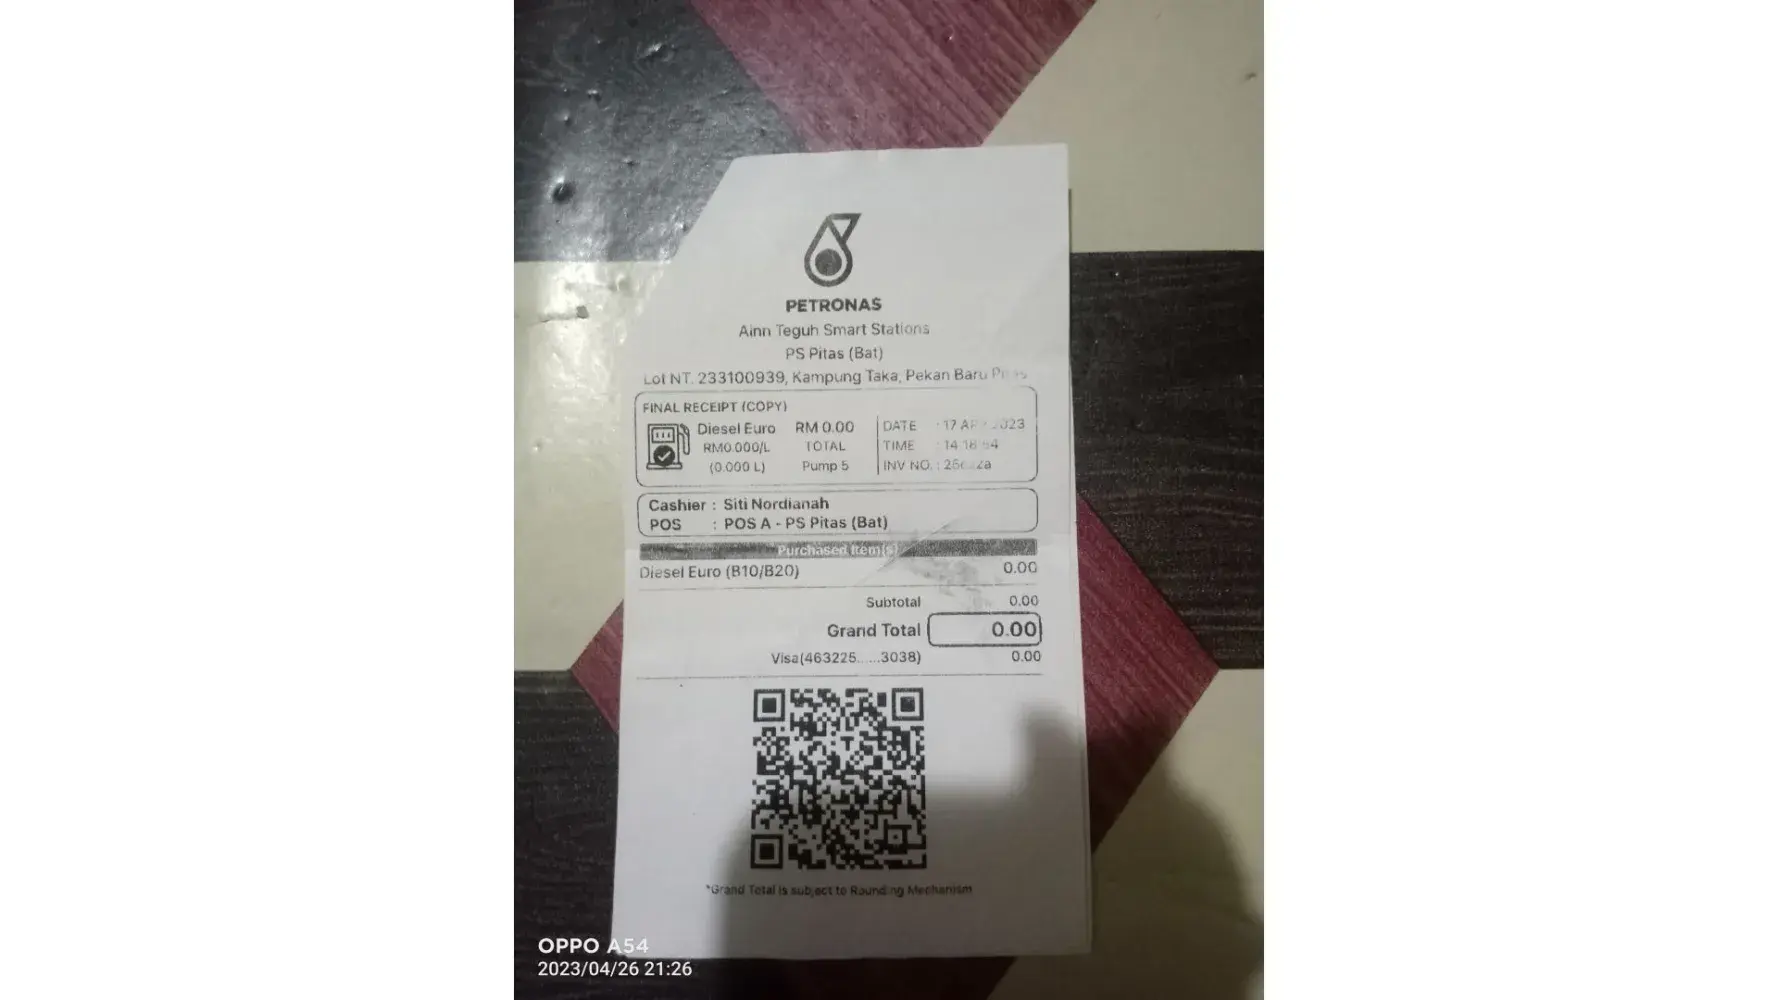 PETRONAS
Ainn Teguh Smart Stations
PS Pitas (Bat)
Lot NT. 233100939, Kampung Taka, Pekan Baru
FINAL RECEIPT (COPY)
Diesel Euro RM 0.00 DATE : 17 2023
RM0.000/L TOTAL TIME :
(0.000 L) Pump 5 INV NO. :
Cashier : Siti Nordianah
POS : POS A - PS Pitas (Bat)
Purchased Item(s)
Diesel Euro (B10/B20) 0.00
Subtotal 0.00
Grand Total 0.00
Visa(463225......3038) 0.00
*Grand Total is subject to Rounding Mechanism
OPPO A54
2023/04/26 21:26